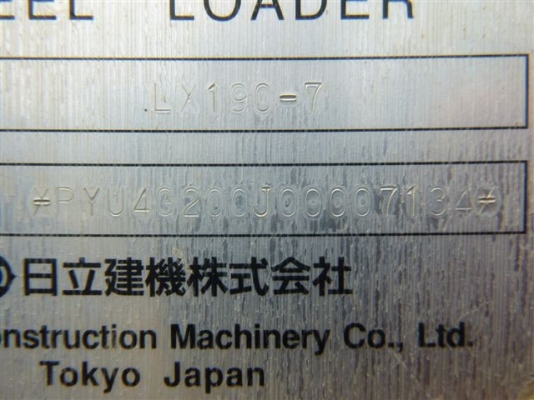 EEL LOADER
LX190-7
*PYU4G200J00007134*
日立建機株式会社
onstruction Machinery Co., Ltd.
Tokyo Japan